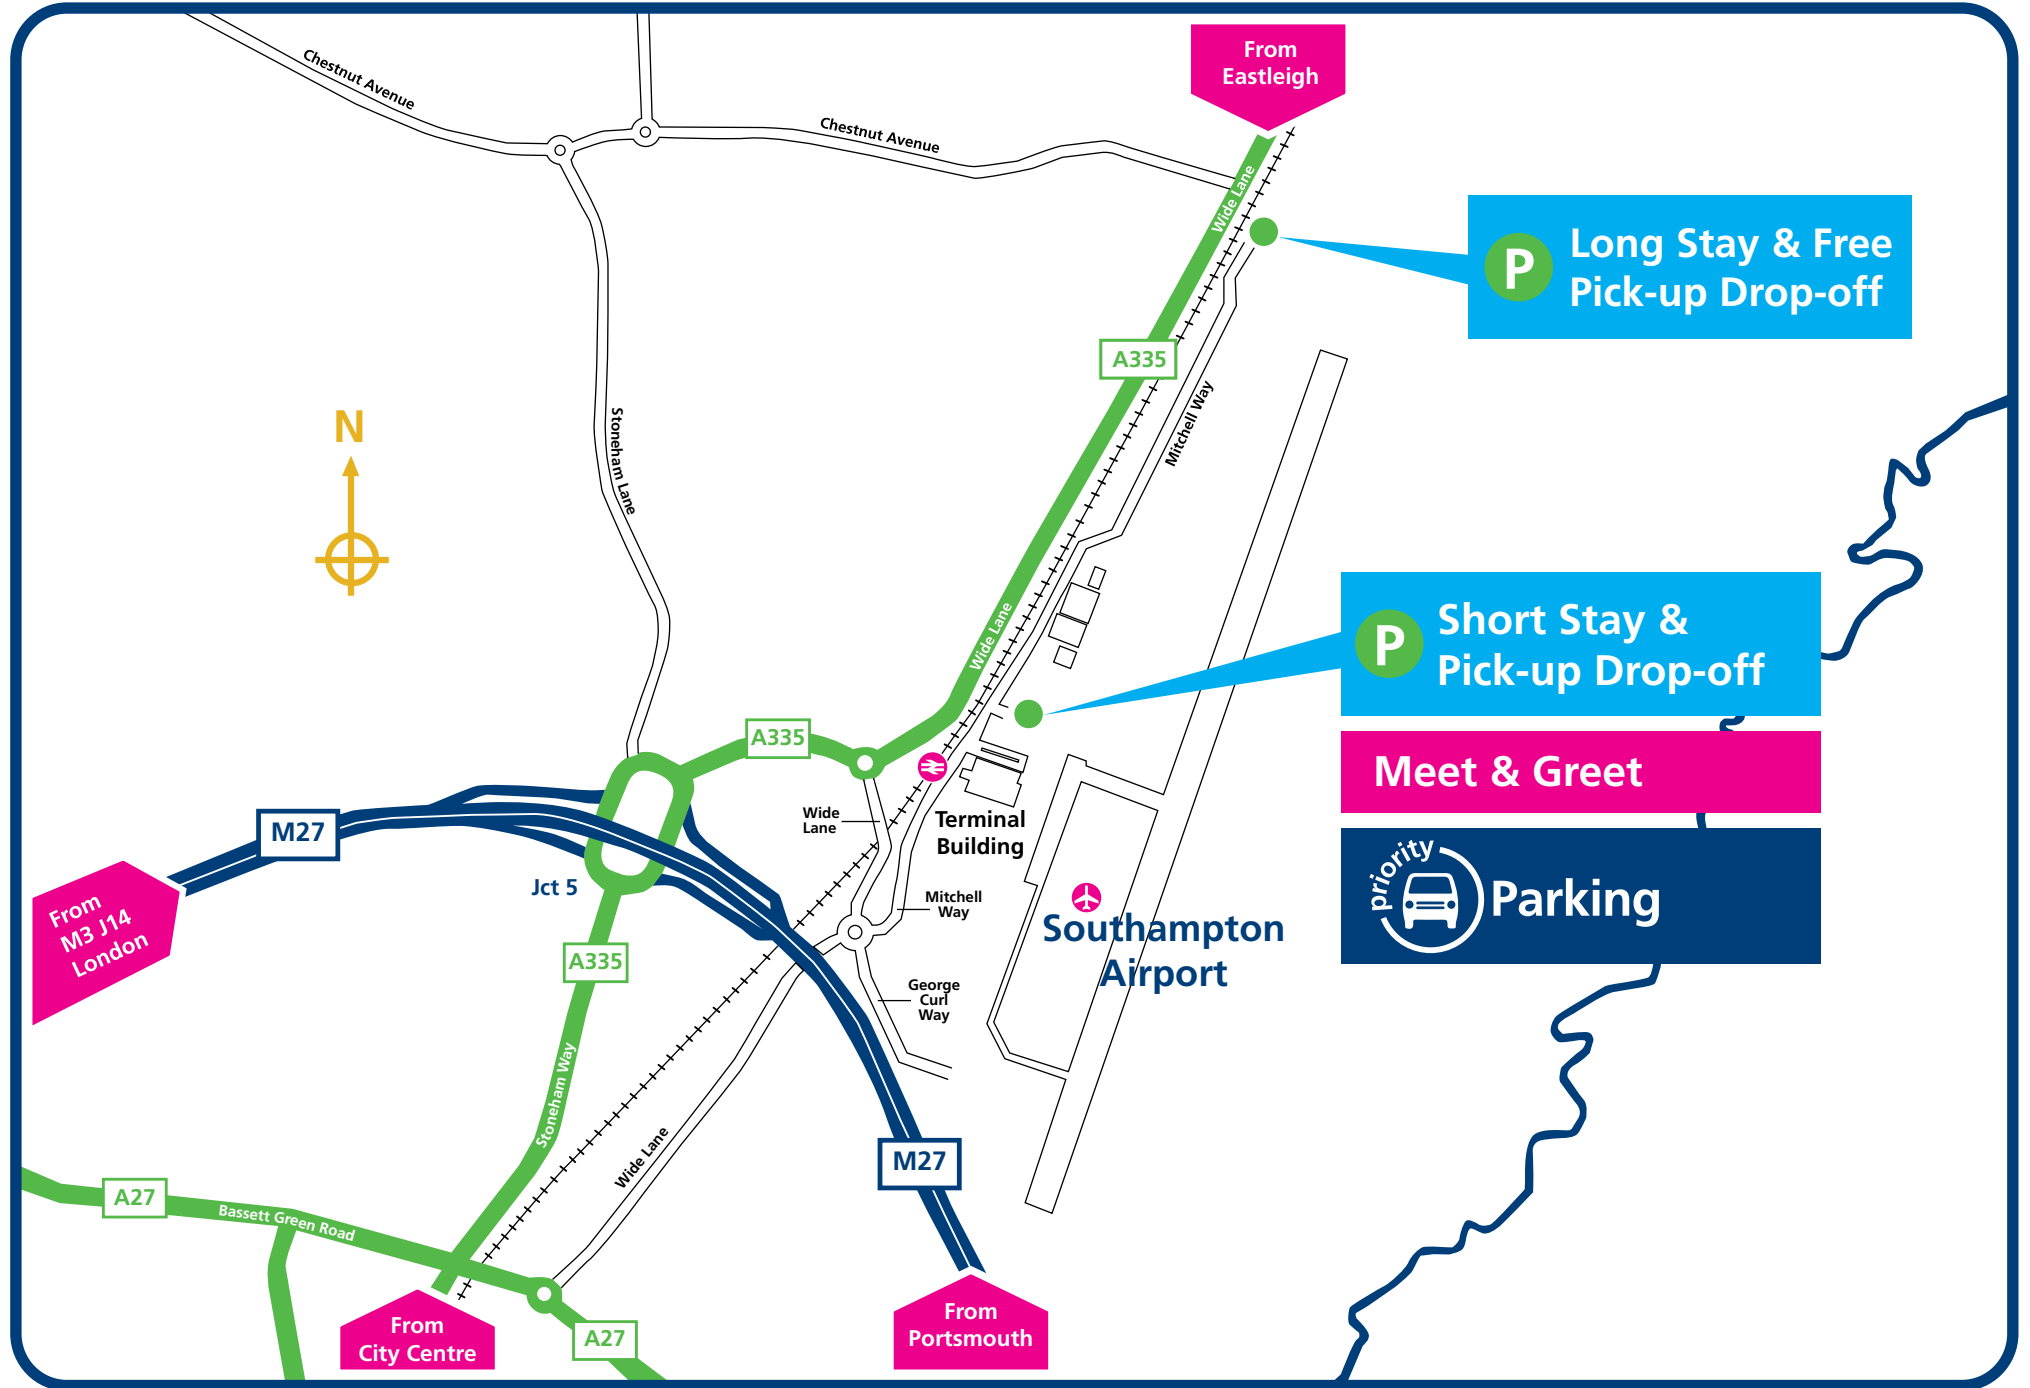 From
Eastleigh
Chestnut Avenue
Chestnut Avenue
Wide Lane
P
Long Stay & Free
Pick-up Drop-off
A335
Mitchell Way
N
Stoneham Lane
Wide Lane
P
Short Stay &
Pick-up Drop-off
A335
Meet & Greet
M27
Wide
Lane
Terminal
Building
Jct 5
Mitchell
Way
priority
Parking
From
M3 J14
London
Southampton
Airport
A335
George
Curl
Way
Stoneham Way
Wide Lane
M27
A27
Bassett Green Road
From
City Centre
A27
From
Portsmouth